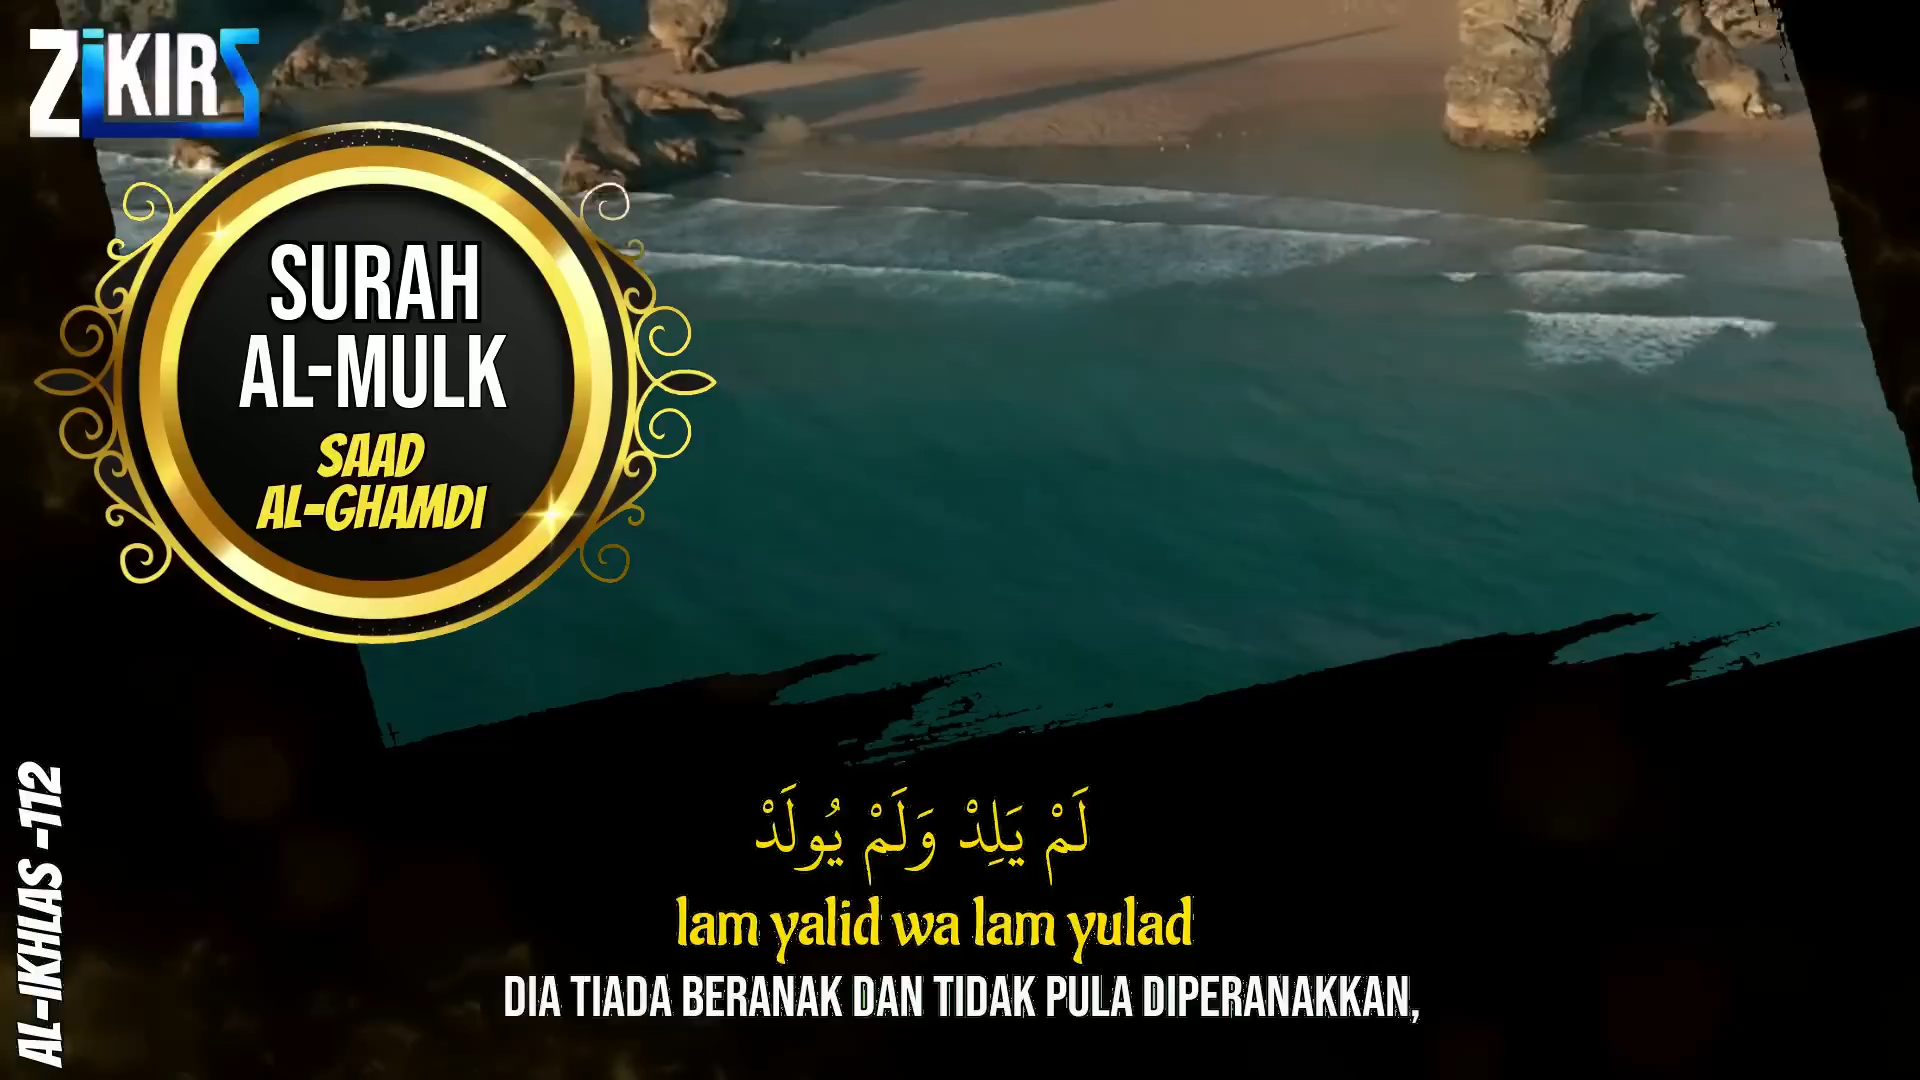 ZiKIRS
SURAH
AL-MULK
SAAD
AL-GHAMDI
AL-IKHLAS -112
لَمْ يَلِدْ وَلَمْ يُولَدْ
lam yalid wa lam yulad
DIA TIADA BERANAK DAN TIDAK PULA DIPERANAKKAN,